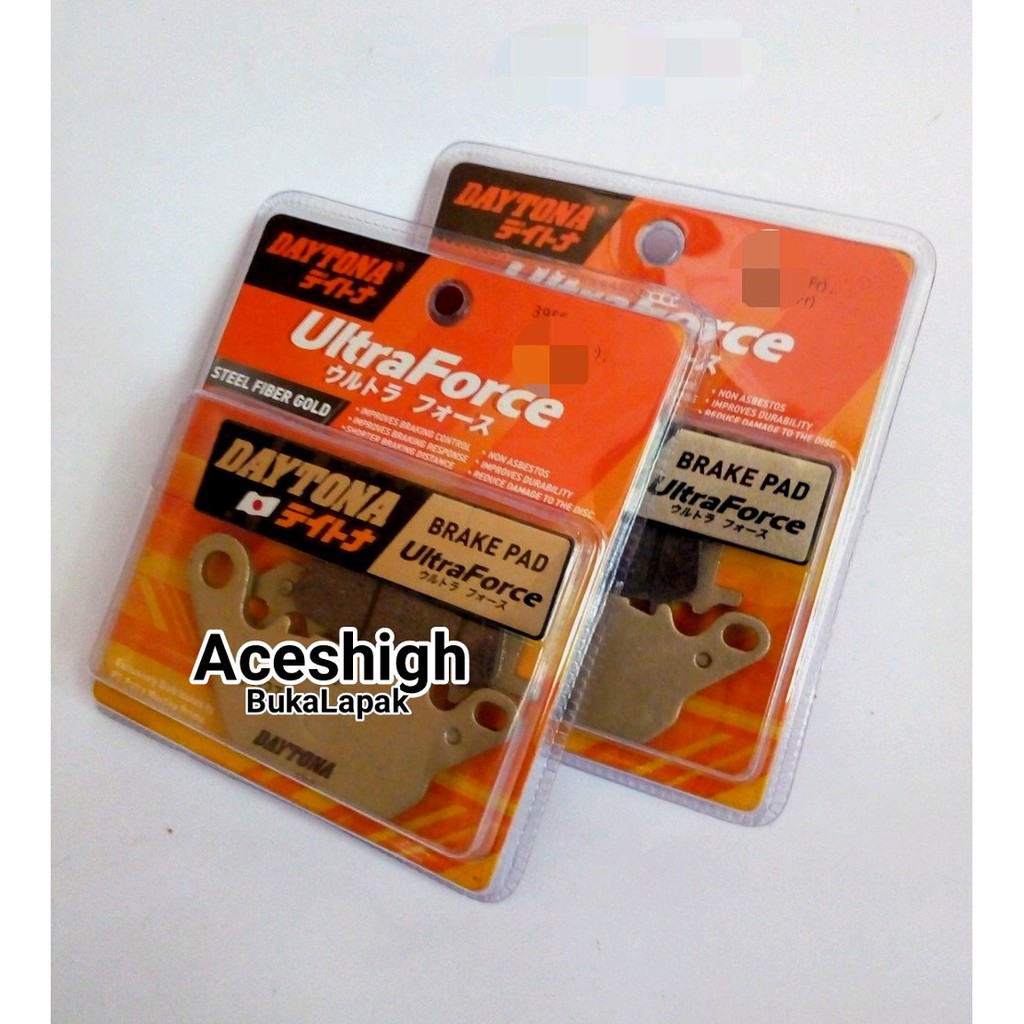 DAYTONA®
デイトナ
UltraForce
ウルトラ フォース
STEEL FIBER GOLD
• IMPROVES BRAKING CONTROL
• IMPROVES BRAKING RESPONSE
• SHORTER BRAKING DISTANCE
• NON ASBESTOS
• IMPROVES DURABILITY
• REDUCE DAMAGE TO THE DISC
DAYTONA
デイトナ
BRAKE PAD
UltraForce
ウルトラ フォース
Aceshigh
BukaLapak
DAYTONA
DAYTONA®
デイトナ
• NON ASBESTOS
• IMPROVES DURABILITY
• REDUCE DAMAGE TO THE DISC
BRAKE PAD
UltraForce
ウルトラ フォース